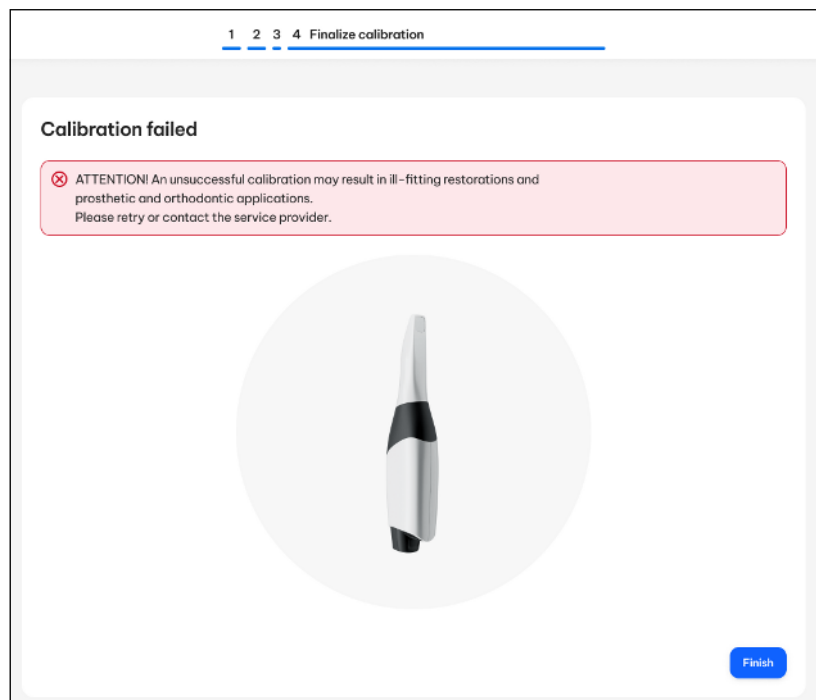 1 2 3 4 Finalize calibration
Calibration failed
ATTENTION! An unsuccessful calibration may result in ill-fitting restorations and
prosthetic and orthodontic applications.
Please retry or contact the service provider.
Finish